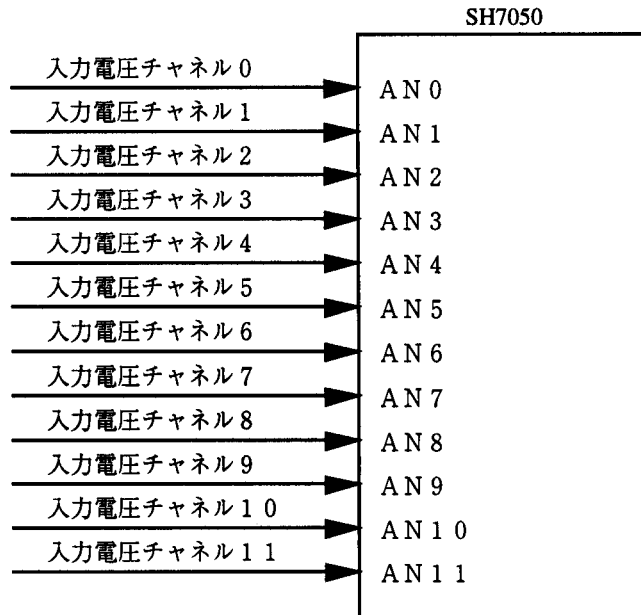 SH7050
入力電圧チャネル0
AN0
入力電圧チャネル1
AN1
入力電圧チャネル2
AN2
入力電圧チャネル3
AN3
入力電圧チャネル4
AN4
入力電圧チャネル5
AN5
入力電圧チャネル6
AN6
入力電圧チャネル7
AN7
入力電圧チャネル8
AN8
入力電圧チャネル9
AN9
入力電圧チャネル10
AN10
入力電圧チャネル11
AN11